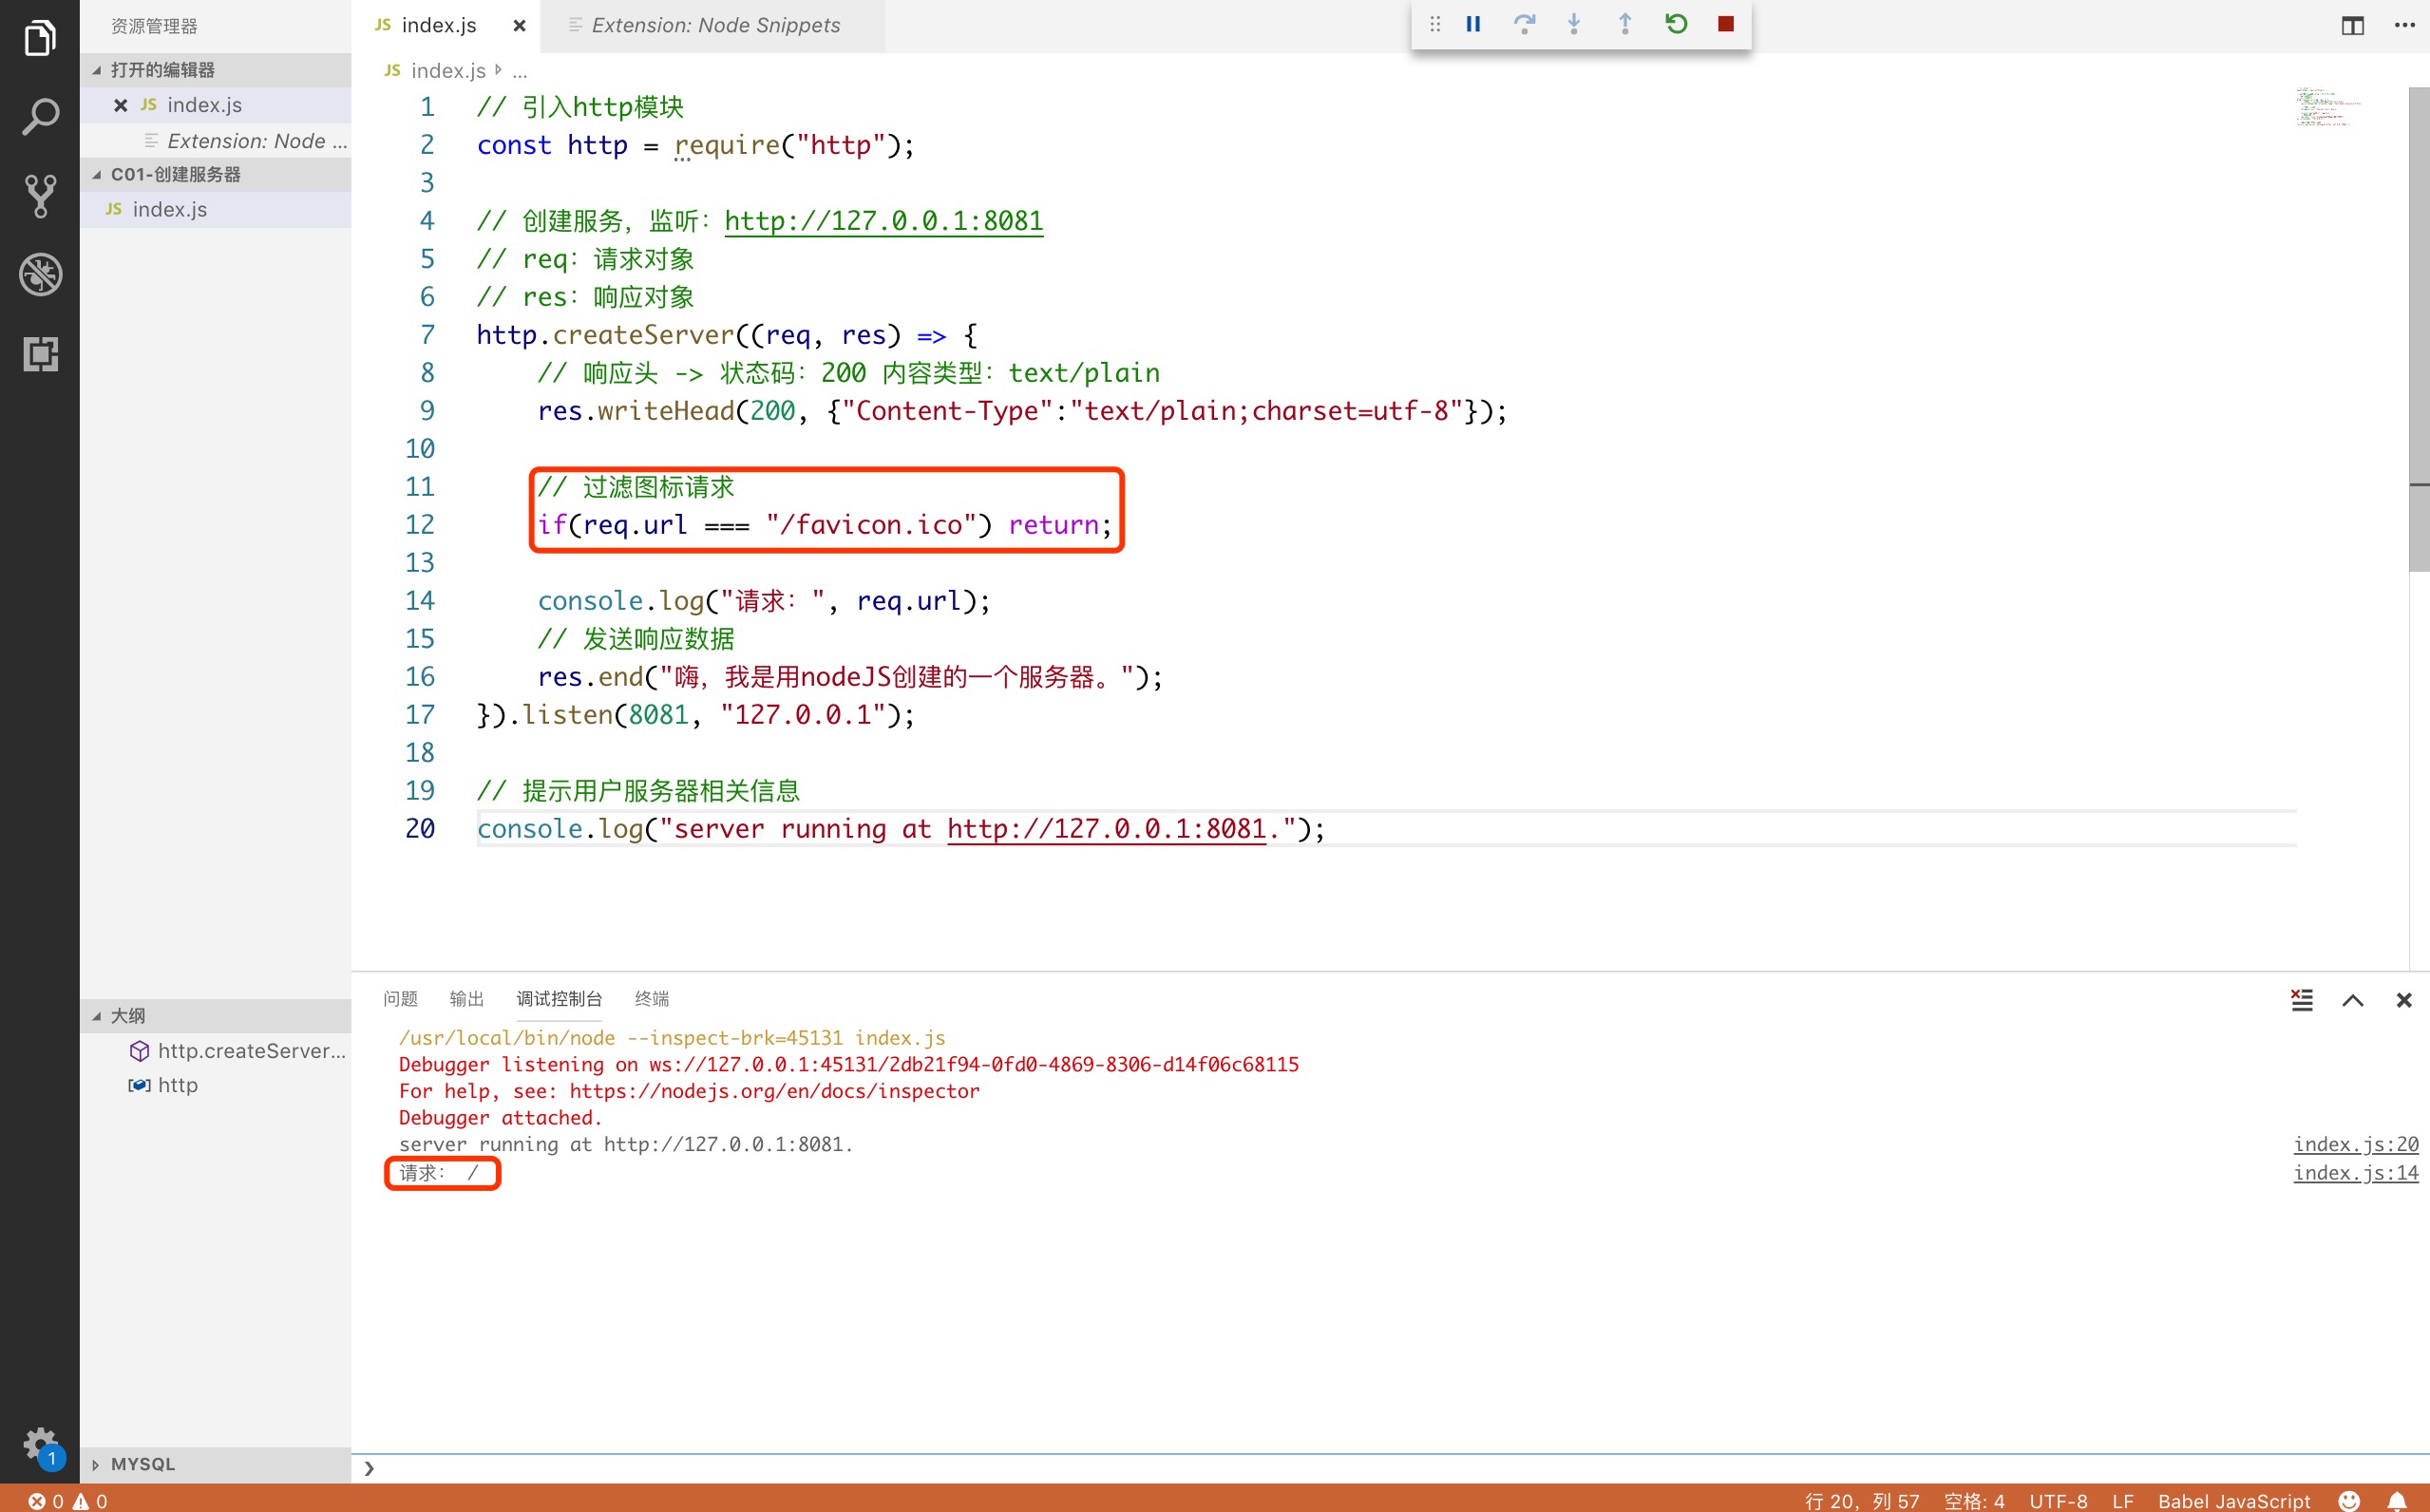 资源管理器
打开的编辑器
JS index.js
Extension: Node ...
C01-创建服务器
JS index.js
大纲
http.createServer...
http
MYSQL
1
JS index.js
Extension: Node Snippets
JS index.js ...
1 // 引入http模块
2 const http = require("http");
3
4 // 创建服务，监听：http://127.0.0.1:8081
5 // req：请求对象
6 // res：响应对象
7 http.createServer((req, res) => {
8 // 响应头 -> 状态码：200 内容类型：text/plain
9 res.writeHead(200, {"Content-Type":"text/plain;charset=utf-8"});
10
11 // 过滤图标请求
12 if(req.url === "/favicon.ico") return;
13
14 console.log("请求：", req.url);
15 // 发送响应数据
16 res.end("嗨，我是用nodeJS创建的一个服务器。");
17 }).listen(8081, "127.0.0.1");
18
19 // 提示用户服务器相关信息
20 console.log("server running at http://127.0.0.1:8081.");
问题 输出 调试控制台 终端
/usr/local/bin/node --inspect-brk=45131 index.js
Debugger listening on ws://127.0.0.1:45131/2db21f94-0fd0-4869-8306-d14f06c68115
For help, see: https://nodejs.org/en/docs/inspector
Debugger attached.
server running at http://127.0.0.1:8081. index.js:20
请求： / index.js:14
0 0 行 20，列 57 空格: 4 UTF-8 LF Babel JavaScript